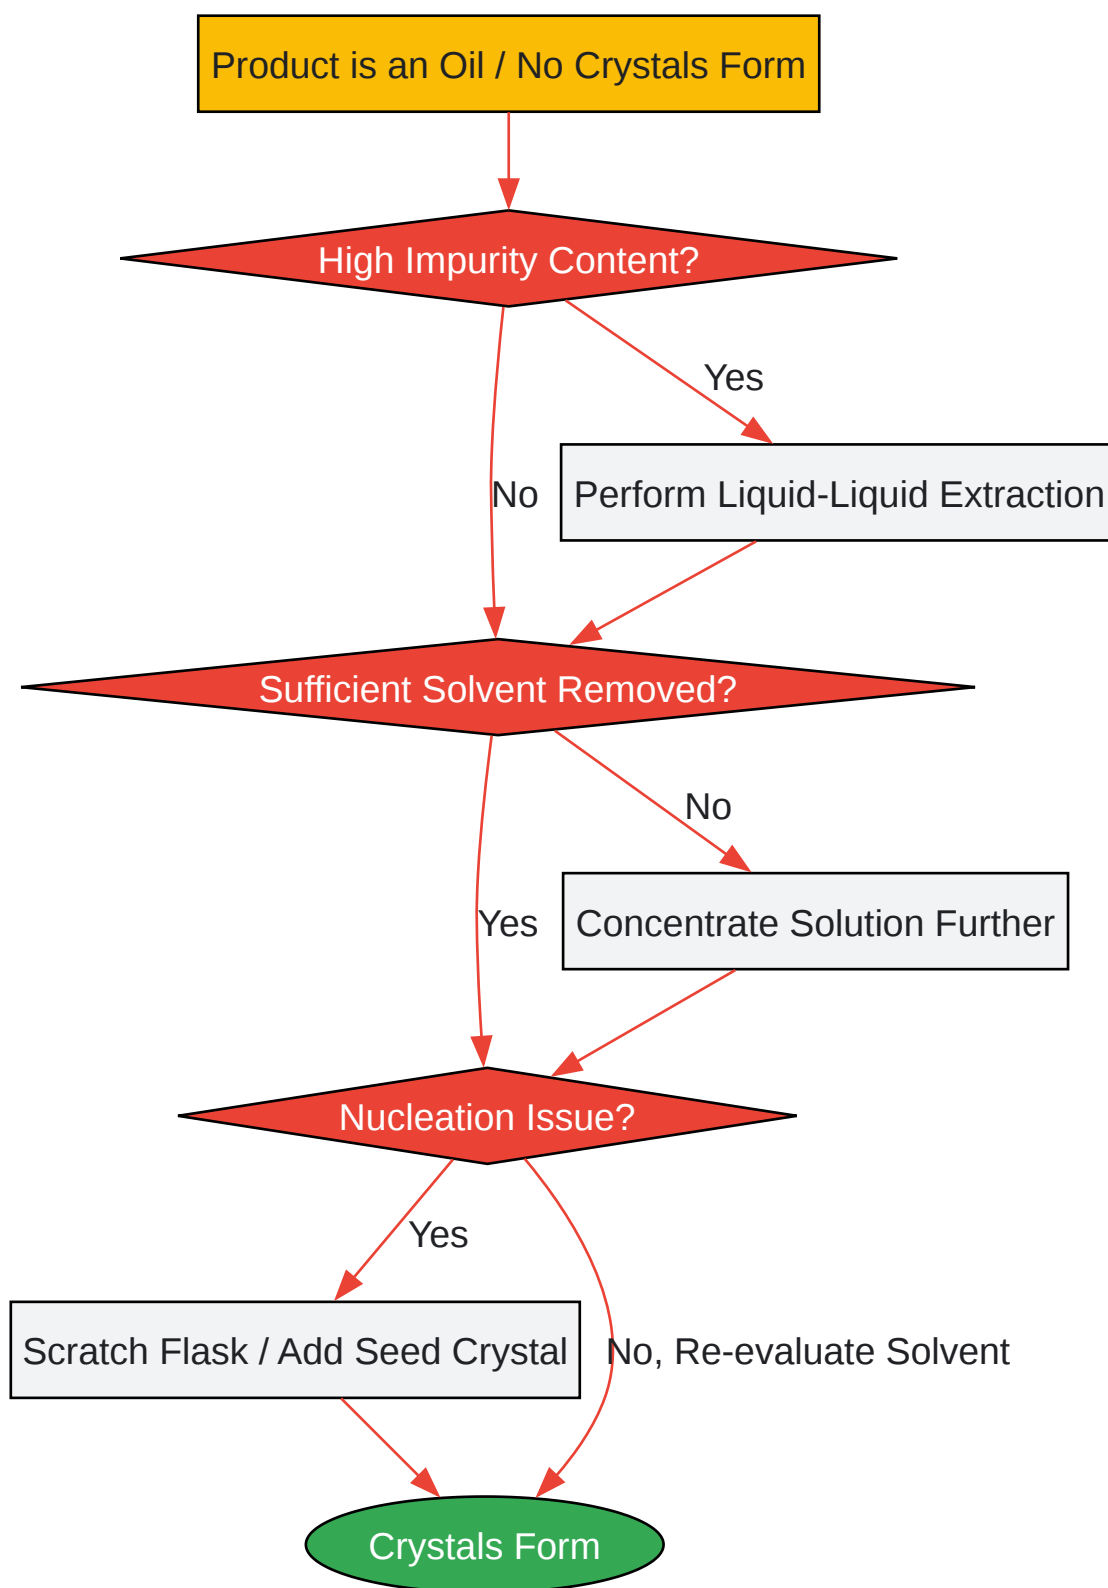 Product is an Oil / No Crystals Form
High Impurity Content?
Yes
No
Perform Liquid-Liquid Extraction
Sufficient Solvent Removed?
No
Yes
Concentrate Solution Further
Nucleation Issue?
Yes
Scratch Flask / Add Seed Crystal
No, Re-evaluate Solvent
Crystals Form